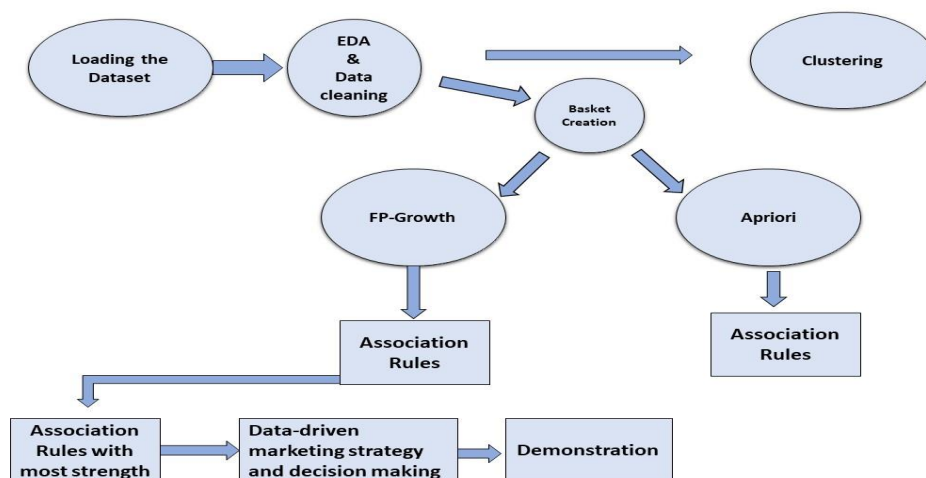 Loading the
Dataset
EDA
&
Data
cleaning
Clustering
Basket
Creation
FP-Growth
Apriori
Association
Rules
Association
Rules
Association
Rules with
most strength
Data-driven
marketing strategy
and decision making
Demonstration